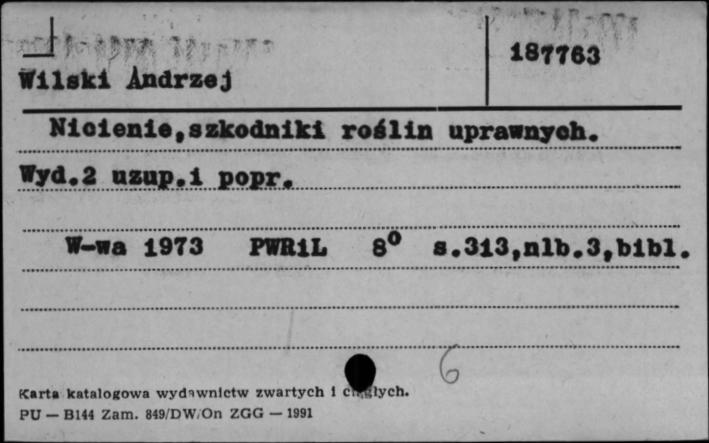 187763
Wilski Andrzej
Nicienie,szkodniki roślin uprawnych.
Wyd.2 uzup.i popr.
W-wa 1973 PWRiL 8⁰ s.313,nlb.3,bibl.
6
Karta katalogowa wydawnictw zwartych i ciągłych.
PU — B144 Zam. 849/DW/On ZGG — 1991